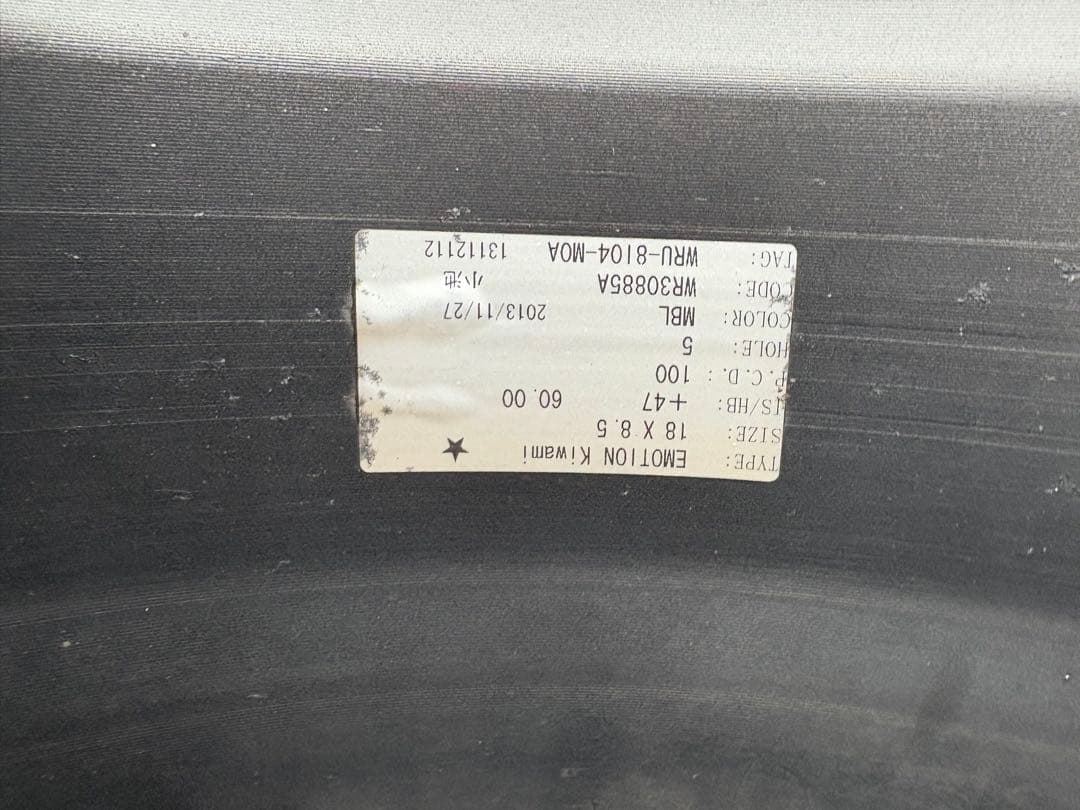 TYPE: EMOTION Kiwami ★
SIZE: 18 X 8.5
IS/HB: +47 60.00
P.C.D.: 100
HOLE: 5
COLOR: MBL 2013/11/27
CODE: WR30885A 小池
TAG: WRU-8104-MOA 13112112